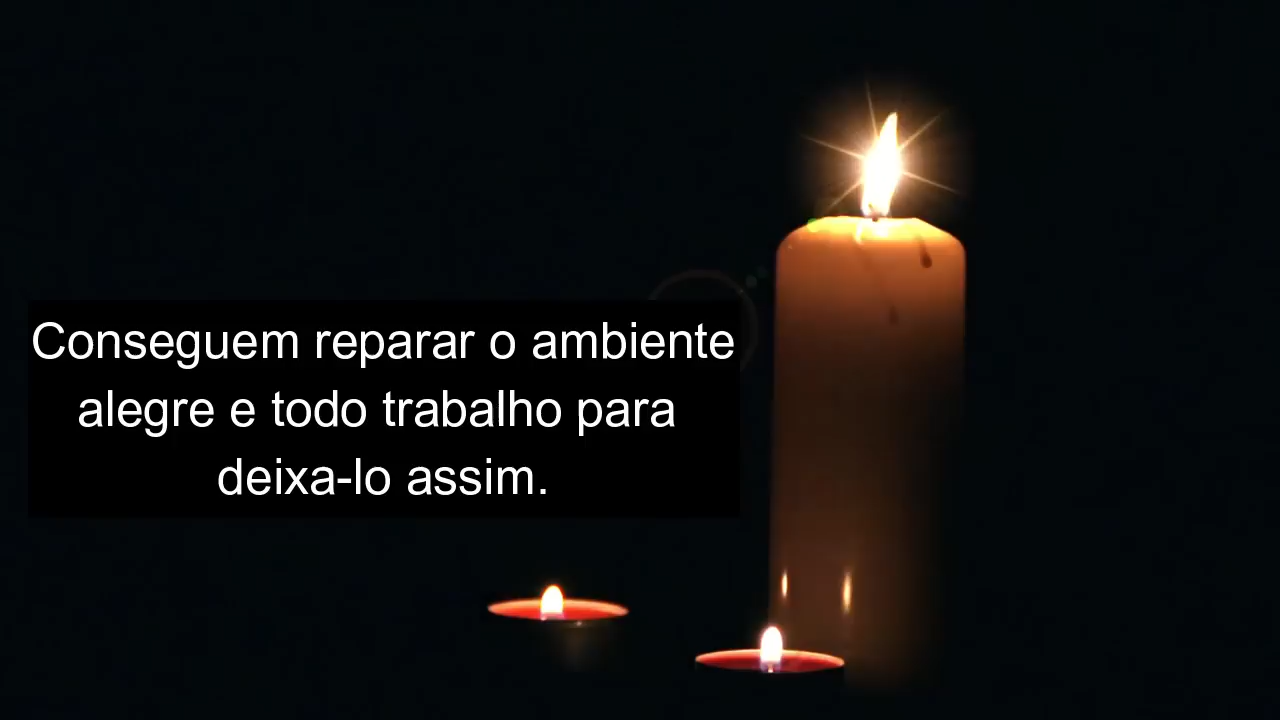 Conseguem reparar o ambiente
alegre e todo trabalho para
deixa-lo assim.